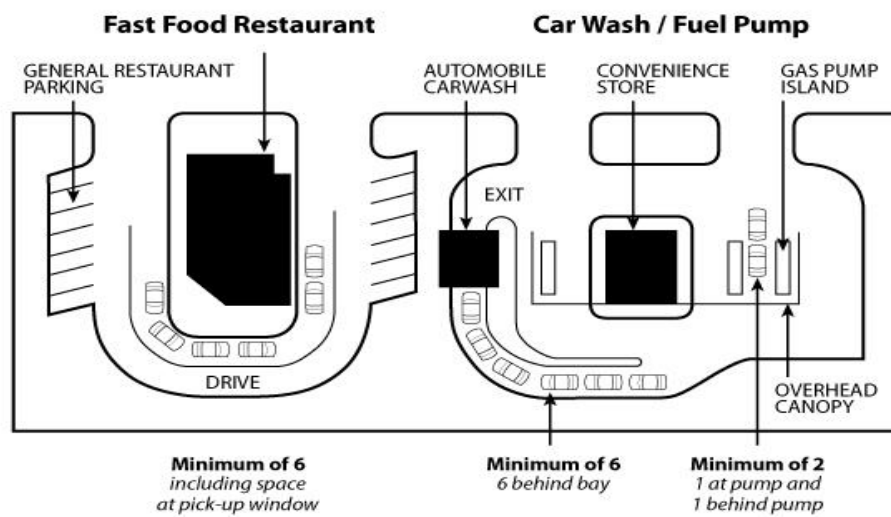 Fast Food Restaurant
Car Wash / Fuel Pump
GENERAL RESTAURANT
PARKING
AUTOMOBILE
CARWASH
CONVENIENCE
STORE
GAS PUMP
ISLAND
EXIT
DRIVE
OVERHEAD
CANOPY
Minimum of 6
including space
at pick-up window
Minimum of 6
6 behind bay
Minimum of 2
1 at pump and
1 behind pump